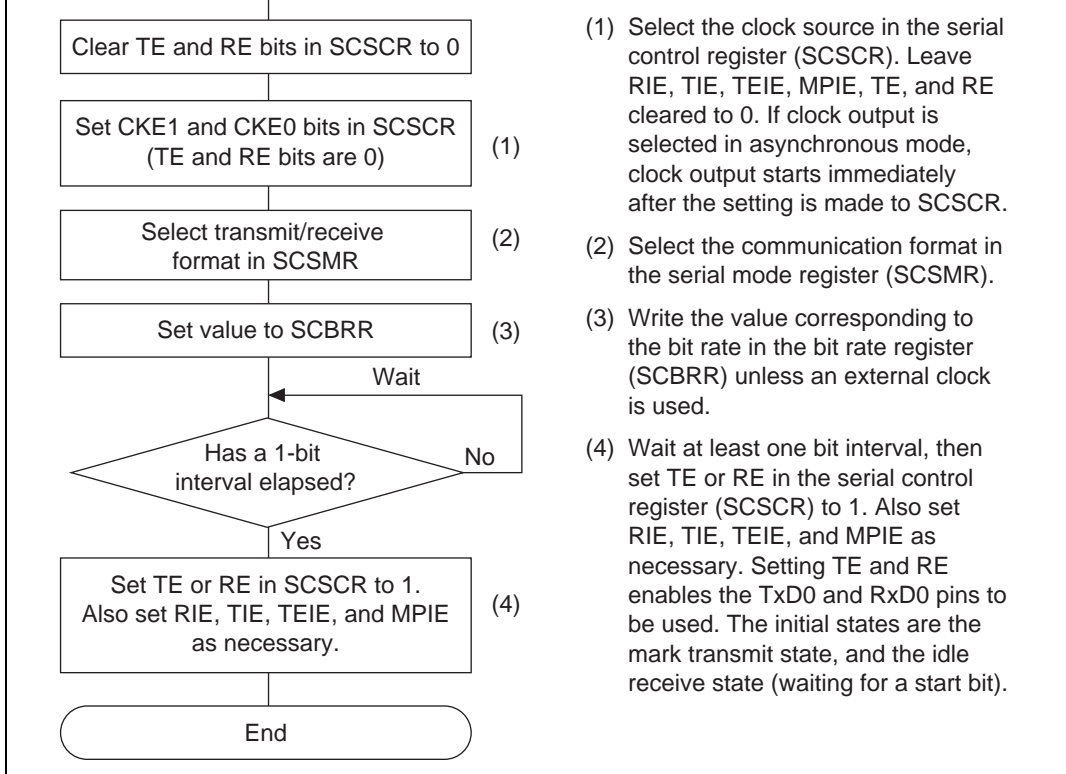 Clear TE and RE bits in SCSCR to 0
Set CKE1 and CKE0 bits in SCSCR
(TE and RE bits are 0)
(1)
Select transmit/receive
format in SCSMR
(2)
Set value to SCBRR
(3)
Wait
Has a 1-bit
interval elapsed?
No
Yes
Set TE or RE in SCSCR to 1.
Also set RIE, TIE, TEIE, and MPIE
as necessary.
(4)
End
(1) Select the clock source in the serial
control register (SCSCR). Leave
RIE, TIE, TEIE, MPIE, TE, and RE
cleared to 0. If clock output is
selected in asynchronous mode,
clock output starts immediately
after the setting is made to SCSCR.
(2) Select the communication format in
the serial mode register (SCSMR).
(3) Write the value corresponding to
the bit rate in the bit rate register
(SCBRR) unless an external clock
is used.
(4) Wait at least one bit interval, then
set TE or RE in the serial control
register (SCSCR) to 1. Also set
RIE, TIE, TEIE, and MPIE as
necessary. Setting TE and RE
enables the TxD0 and RxD0 pins to
be used. The initial states are the
mark transmit state, and the idle
receive state (waiting for a start bit).